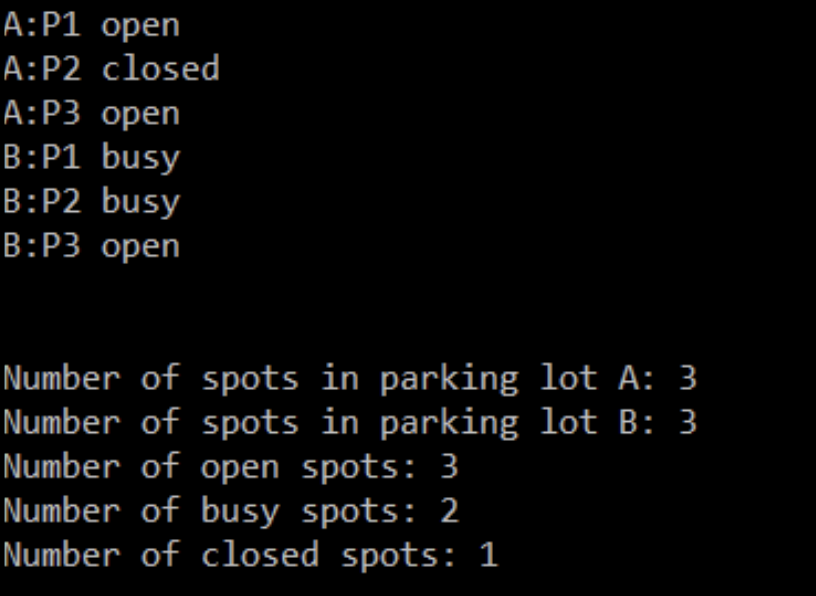 A:P1 open
A:P2 closed
A:P3 open
B:P1 busy
B:P2 busy
B:P3 open
Number of spots in parking lot A: 3
Number of spots in parking lot B: 3
Number of open spots: 3
Number of busy spots: 2
Number of closed spots: 1